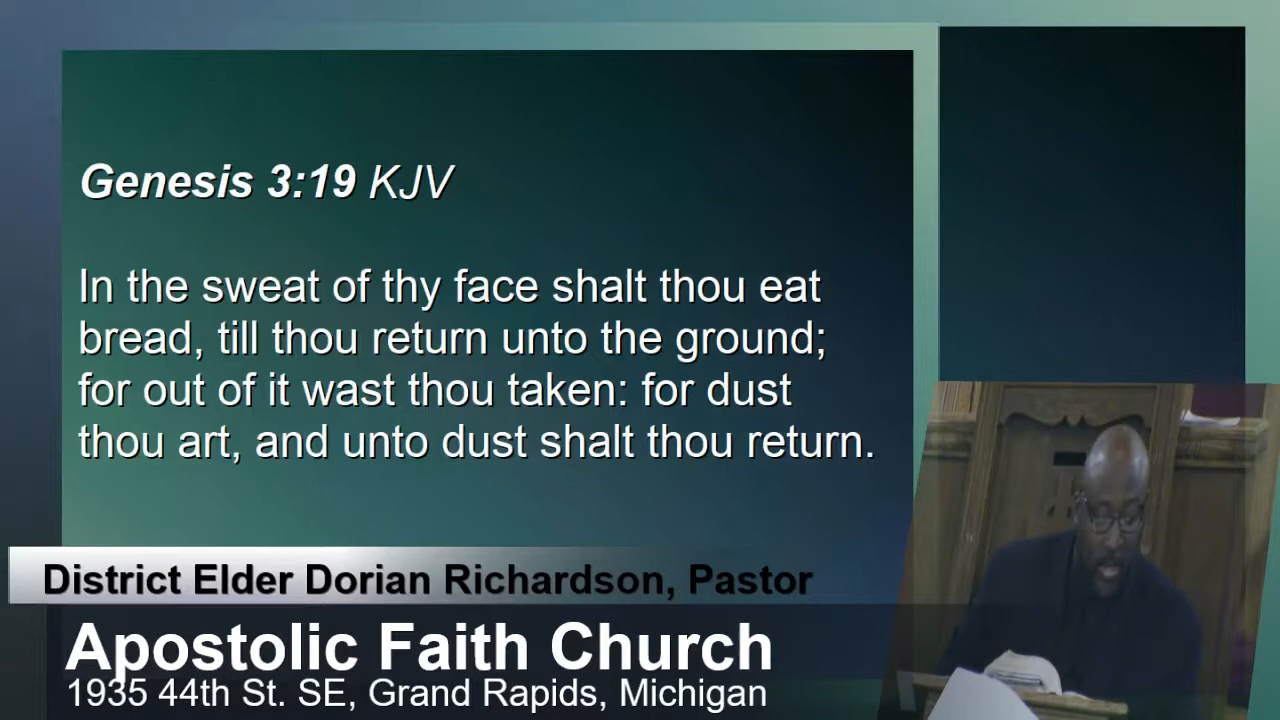 Genesis 3:19 KJV
In the sweat of thy face shalt thou eat
bread, till thou return unto the ground;
for out of it wast thou taken: for dust
thou art, and unto dust shalt thou return.
District Elder Dorian Richardson, Pastor
Apostolic Faith Church
1935 44th St. SE, Grand Rapids, Michigan